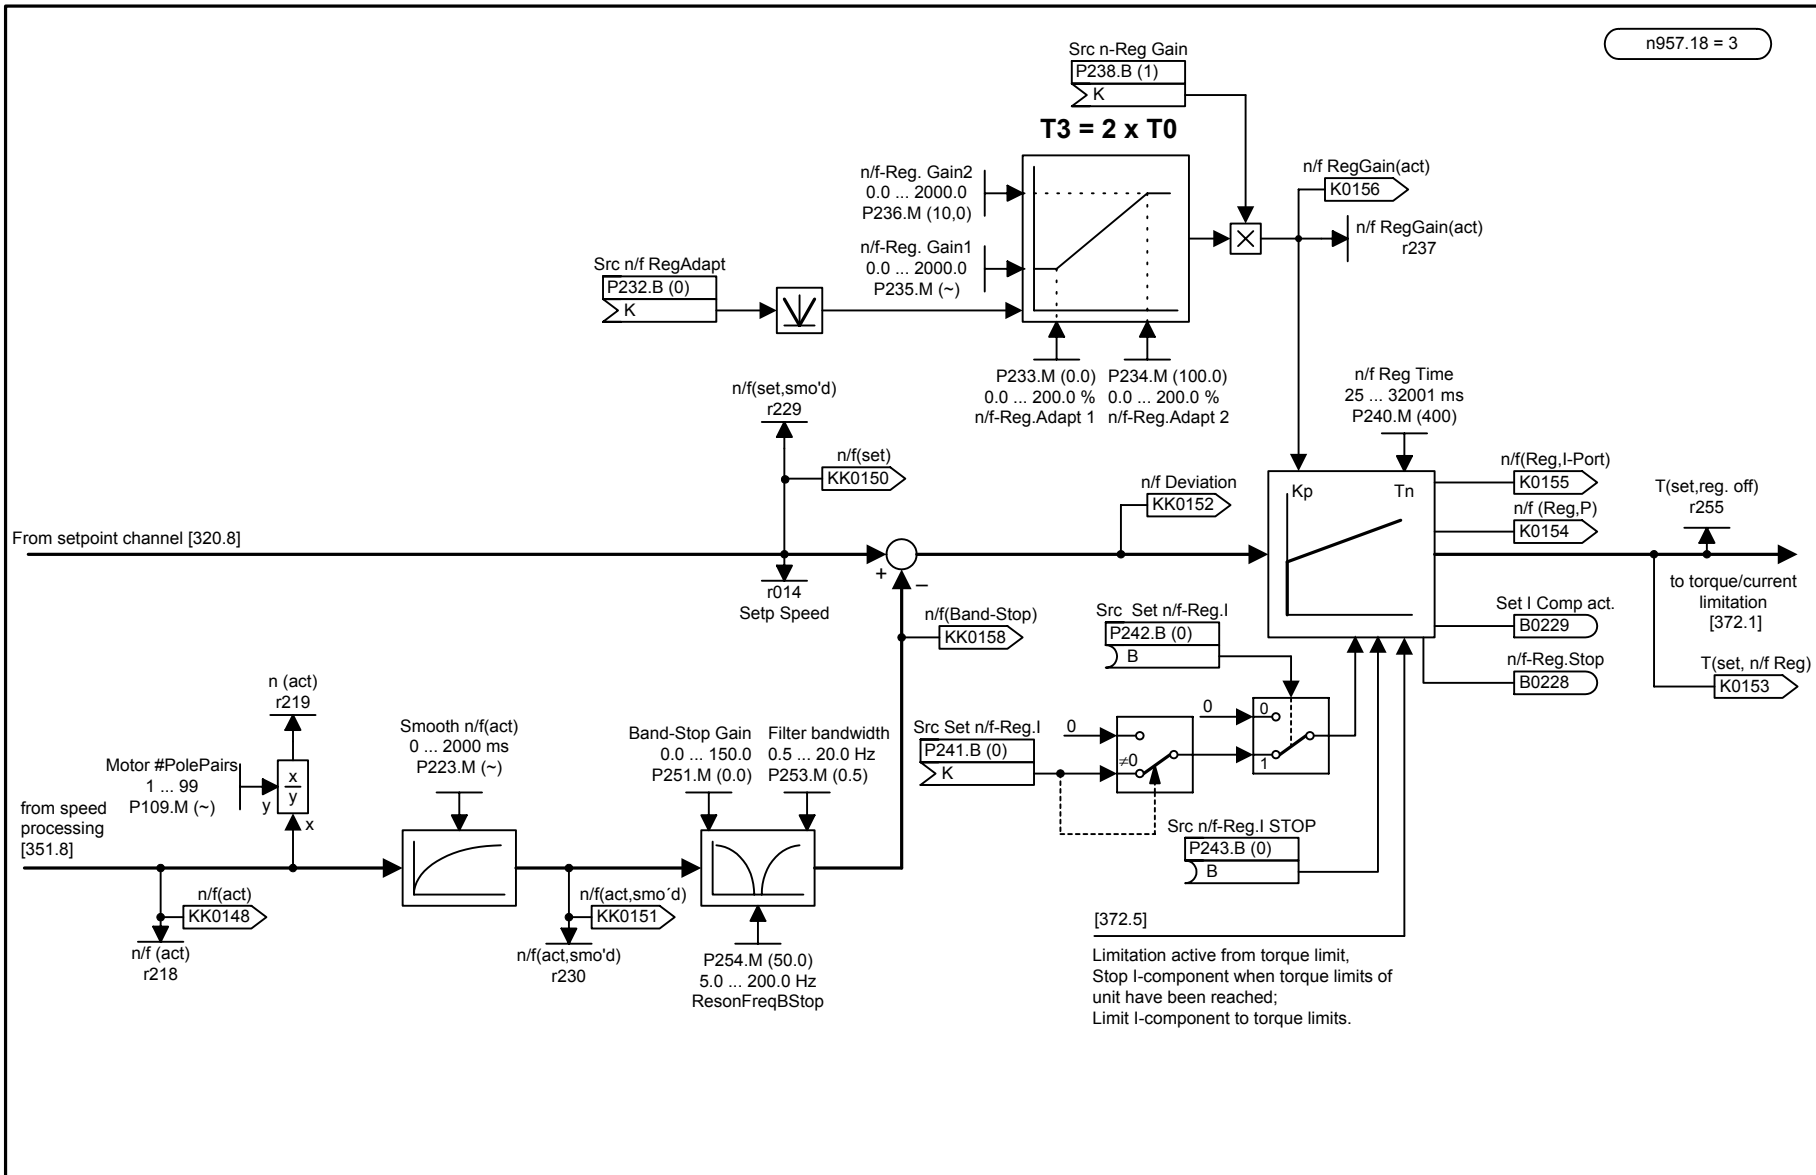 n957.18 = 3
Src n-Reg Gain
P238.B (1)
K
T3 = 2 x T0
n/f-Reg. Gain2
0.0 ... 2000.0
P236.M (10,0)
n/f-Reg. Gain1
0.0 ... 2000.0
P235.M (~)
n/f RegGain(act)
K0156
n/f RegGain(act)
r237
Src n/f RegAdapt
P232.B (0)
K
P233.M (0.0)
0.0 ... 200.0 %
n/f-Reg.Adapt 1
P234.M (100.0)
0.0 ... 200.0 %
n/f-Reg.Adapt 2
n/f Reg Time
25 ... 32001 ms
P240.M (400)
n/f(set,smo'd)
r229
n/f(set)
KK0150
n/f Deviation
KK0152
Kp
Tn
n/f(Reg,I-Port)
K0155
n/f (Reg,P)
K0154
T(set,reg. off)
r255
From setpoint channel [320.8]
+
–
r014
Setp Speed
to torque/current
limitation
[372.1]
n/f(Band-Stop)
KK0158
Src  Set n/f-Reg.I
P242.B (0)
B
Set I Comp act.
B0229
n/f-Reg.Stop
B0228
T(set, n/f Reg)
K0153
n (act)
r219
Motor #PolePairs
1 ... 99
P109.M (~)
y
x
y
x
Smooth n/f(act)
0 ... 2000 ms
P223.M (~)
Band-Stop Gain
0.0 ... 150.0
P251.M (0.0)
Filter bandwidth
0.5 ... 20.0 Hz
P253.M (0.5)
Src Set n/f-Reg.I
P241.B (0)
K
0
≠0
0
0
1
from speed
processing
[351.8]
Src n/f-Reg.I STOP
P243.B (0)
B
n/f(act)
KK0148
n/f (act)
r218
n/f(act,smo´d)
KK0151
n/f(act,smo'd)
r230
P254.M (50.0)
5.0 ... 200.0 Hz
ResonFreqBStop
[372.5]
Limitation active from torque limit,
Stop I-component when torque limits of
unit have been reached;
Limit I-component to torque limits.